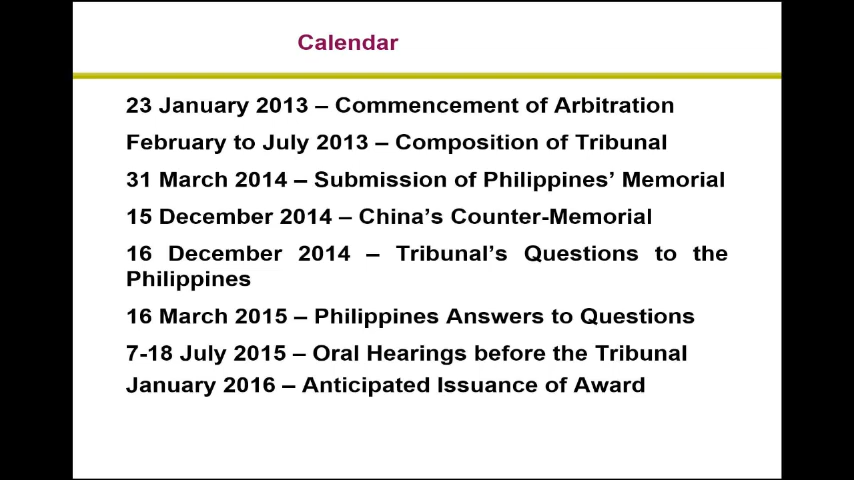 Calendar
23 January 2013 – Commencement of Arbitration
February to July 2013 – Composition of Tribunal
31 March 2014 – Submission of Philippines’ Memorial
15 December 2014 – China’s Counter-Memorial
16 December 2014 – Tribunal’s Questions to the
Philippines
16 March 2015 – Philippines Answers to Questions
7-18 July 2015 – Oral Hearings before the Tribunal
January 2016 – Anticipated Issuance of Award